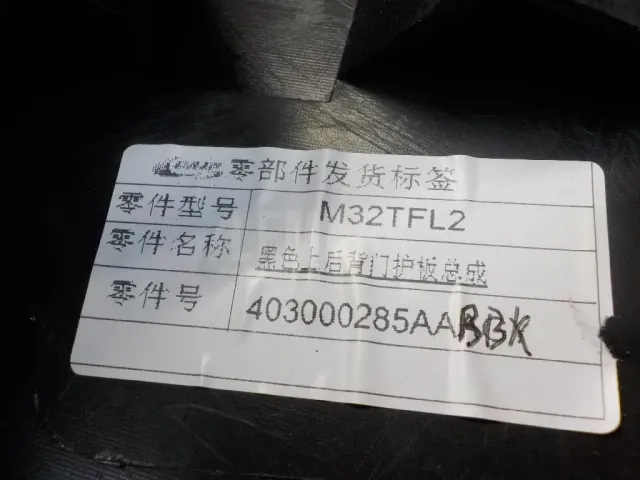 零部件发货标签
零件型号 M32TFL2
零件名称 黑色上后背门护板总成
零件号 403000285AABBK